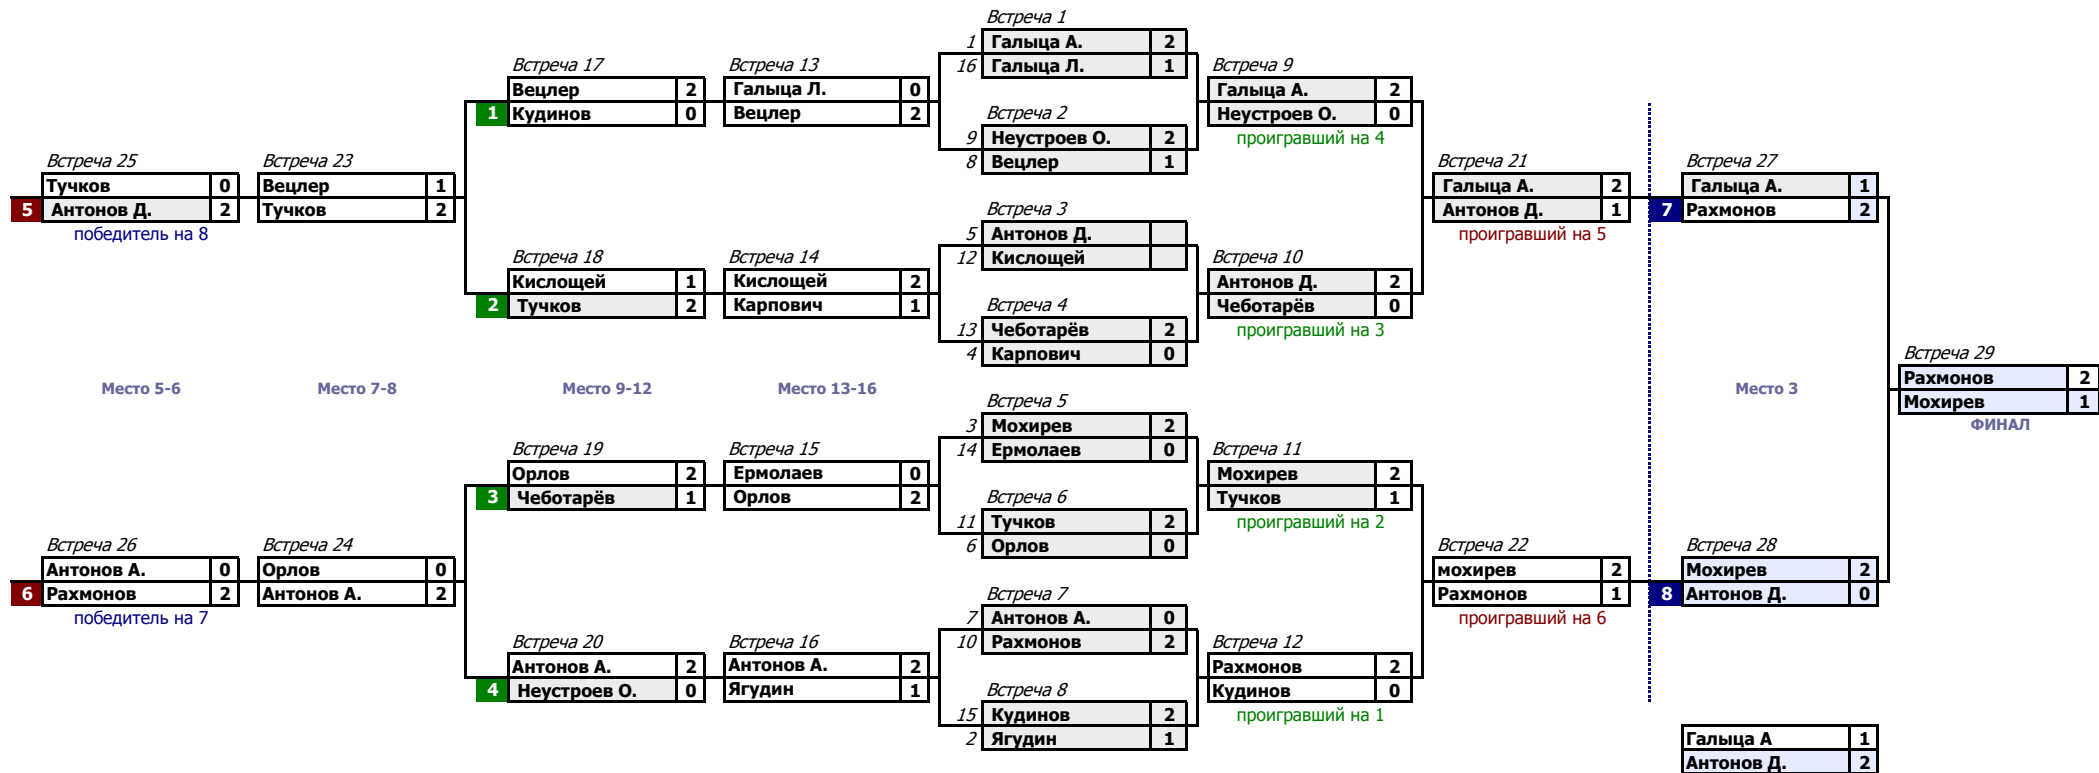 Встреча 1
1 Галыца А. 2
16 Галыца Л. 1
Встреча 17
Вецлер 2
1 Кудинов 0
Встреча 13
Галыца Л. 0
Вецлер 2
Встреча 9
Галыца А. 2
Неустроев О. 0
проигравший на 4
Встреча 2
9 Неустроев О. 2
8 Вецлер 1
Встреча 25
Тучков 0
5 Антонов Д. 2
победитель на 8
Встреча 23
Вецлер 1
Тучков 2
Встреча 21
Галыца А. 2
Антонов Д. 1
проигравший на 5
Встреча 27
Галыца А. 1
7 Рахмонов 2
Встреча 3
5 Антонов Д.
12 Кислощей
Встреча 18
Кислощей 1
2 Тучков 2
Встреча 14
Кислощей 2
Карпович 1
Встреча 10
Антонов Д. 2
Чеботарёв 0
проигравший на 3
Встреча 4
13 Чеботарёв 2
4 Карпович 0
Встреча 29
Рахмонов 2
Мохирев 1
ФИНАЛ
Место 5-6
Место 7-8
Место 9-12
Место 13-16
Место 3
Встреча 5
3 Мохирев 2
14 Ермолаев 0
Встреча 19
Орлов 2
3 Чеботарёв 1
Встреча 15
Ермолаев 0
Орлов 2
Встреча 11
Мохирев 2
Тучков 1
проигравший на 2
Встреча 6
11 Тучков 2
6 Орлов 0
Встреча 26
Антонов А. 0
6 Рахмонов 2
победитель на 7
Встреча 24
Орлов 0
Антонов А. 2
Встреча 22
мохирев 2
Рахмонов 1
проигравший на 6
Встреча 28
Мохирев 2
8 Антонов Д. 0
Встреча 7
7 Антонов А. 0
10 Рахмонов 2
Встреча 20
Антонов А. 2
4 Неустроев О. 0
Встреча 16
Антонов А. 2
Ягудин 1
Встреча 12
Рахмонов 2
Кудинов 0
проигравший на 1
Встреча 8
15 Кудинов 2
2 Ягудин 1
Галыца А 1
Антонов Д. 2